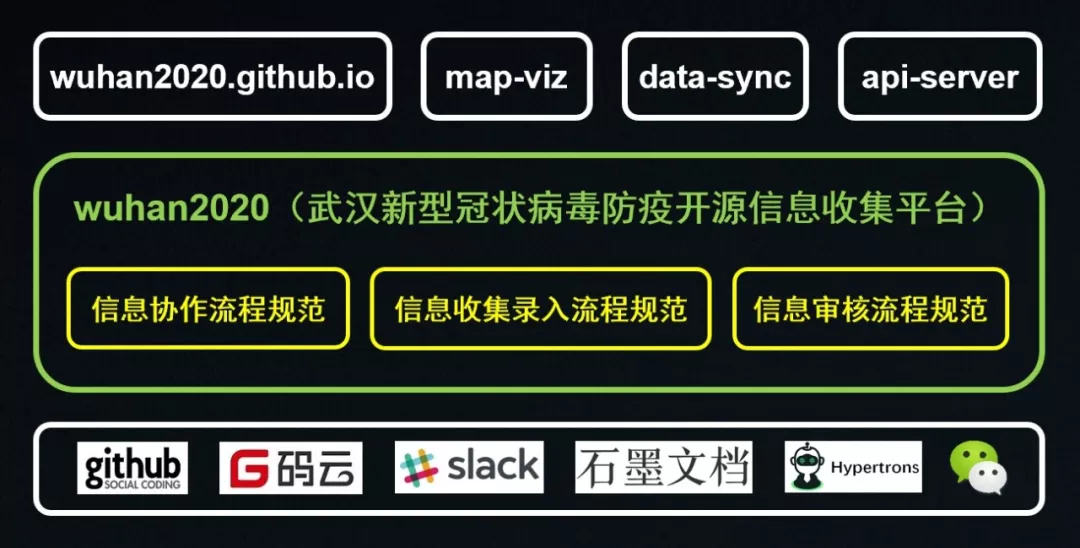 wuhan2020.github.io
map-viz
data-sync
api-server
wuhan2020（武汉新型冠状病毒防疫开源信息收集平台）
信息协作流程规范
信息收集录入流程规范
信息审核流程规范
github
SOCIAL CODING
G码云
slack
石墨文档
Hypertrons